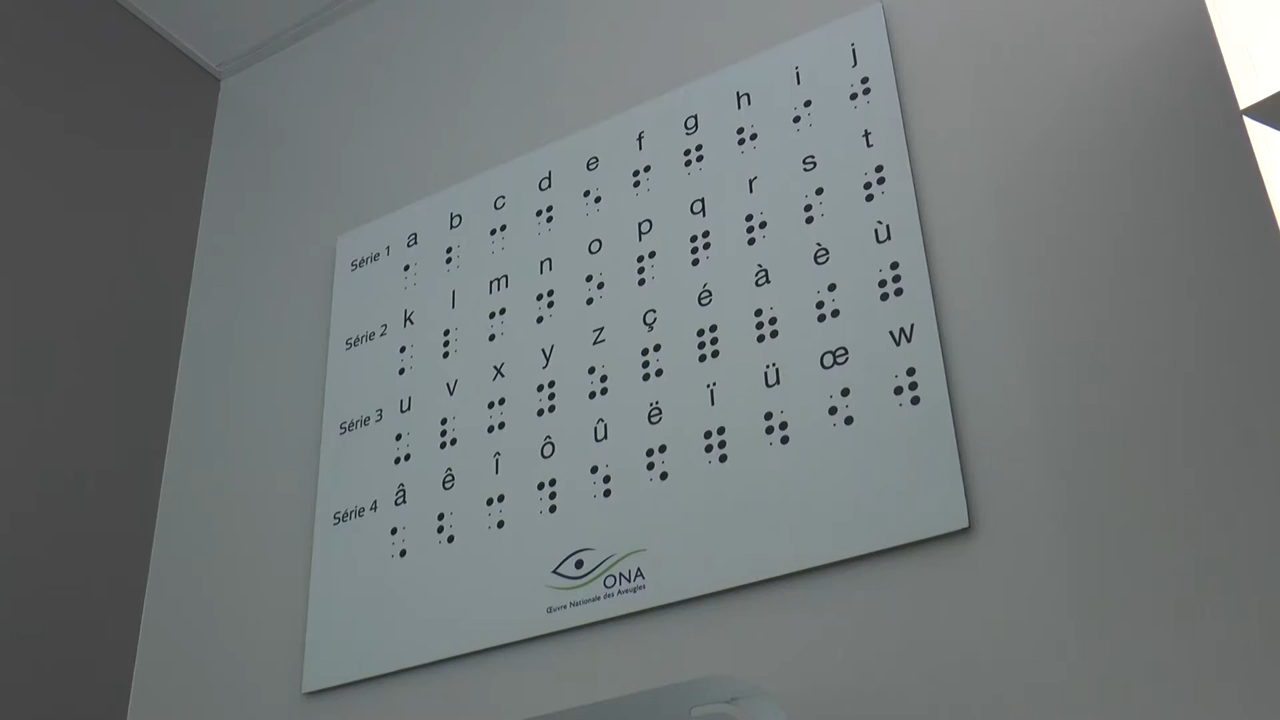 Série 1 a b c d e f g h i j
Série 2 k l m n o p q r s t
Série 3 u v x y z ç é à è ù
Série 4 â ê î ô û ë ï ü œ w
ONA
Œuvre Nationale des Aveugles